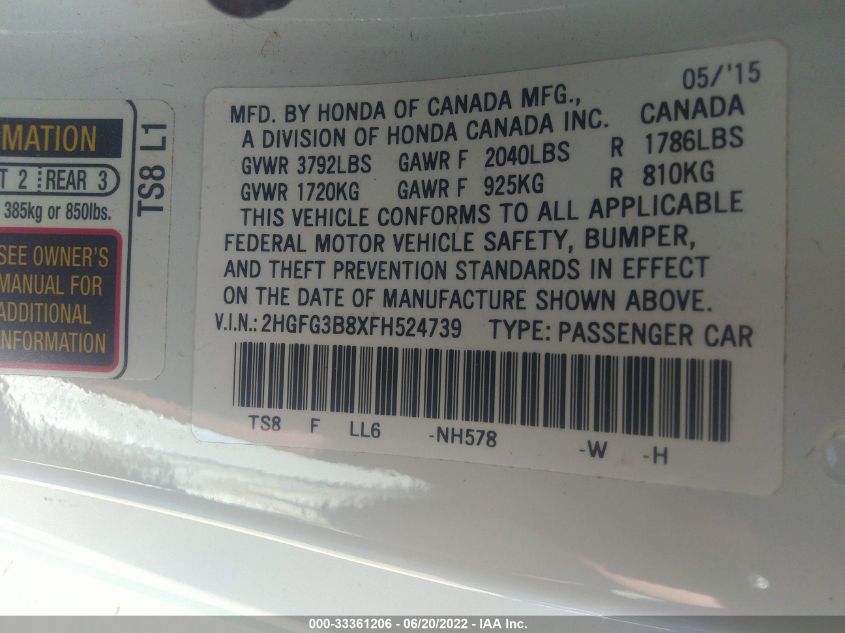 MATION
T 2 REAR 3
385kg or 850lbs.
SEE OWNER'S
MANUAL FOR
ADDITIONAL
INFORMATION
TS8 L1
05/'15
MFD. BY HONDA OF CANADA MFG.,
A DIVISION OF HONDA CANADA INC. CANADA
GVWR 3792LBS GAWR F 2040LBS R 1786LBS
GVWR 1720KG GAWR F 925KG R 810KG
THIS VEHICLE CONFORMS TO ALL APPLICABLE
FEDERAL MOTOR VEHICLE SAFETY, BUMPER,
AND THEFT PREVENTION STANDARDS IN EFFECT
ON THE DATE OF MANUFACTURE SHOWN ABOVE.
V.I.N.: 2HGFG3B8XFH524739 TYPE: PASSENGER CAR
TS8 F LL6 -NH578 -W -H
000-33361206 - 06/20/2022 - IAA Inc.